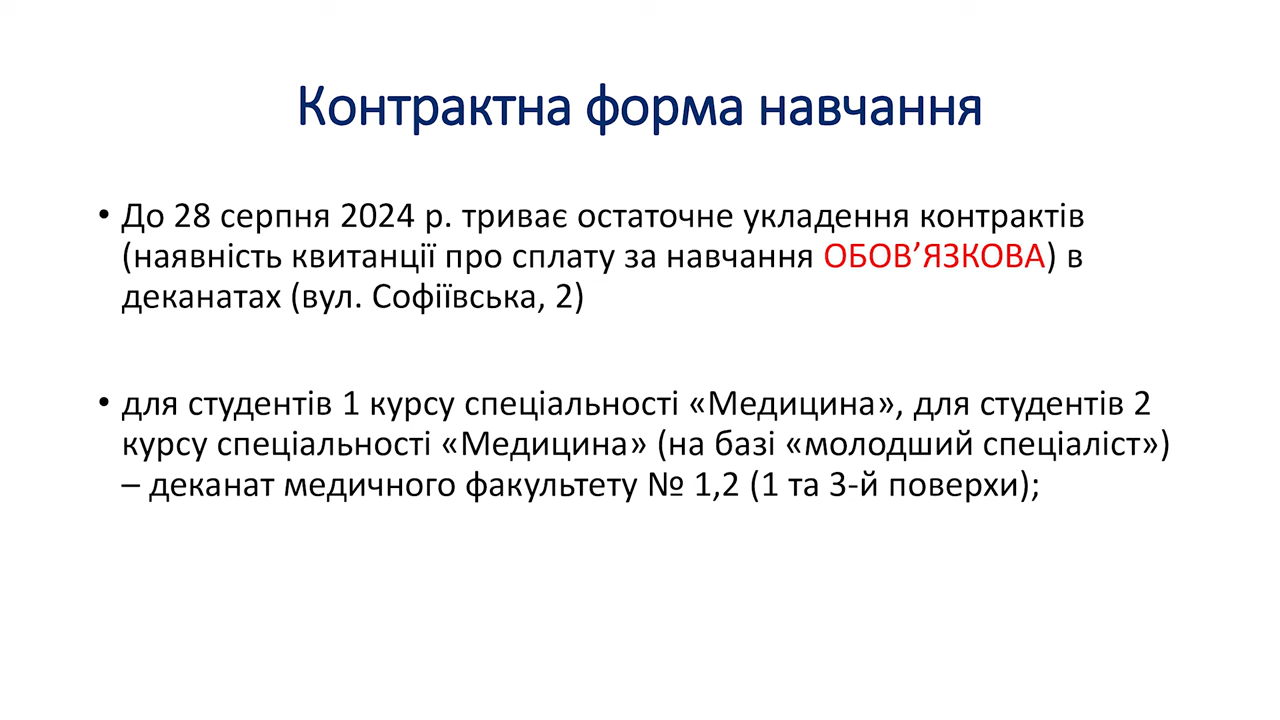 Контрактна форма навчання
• До 28 серпня 2024 р. триває остаточне укладення контрактів
(наявність квитанції про сплату за навчання ОБОВ’ЯЗКОВА) в
деканатах (вул. Софіївська, 2)
• для студентів 1 курсу спеціальності «Медицина», для студентів 2
курсу спеціальності «Медицина» (на базі «молодший спеціаліст»)
– деканат медичного факультету № 1,2 (1 та 3-й поверхи);